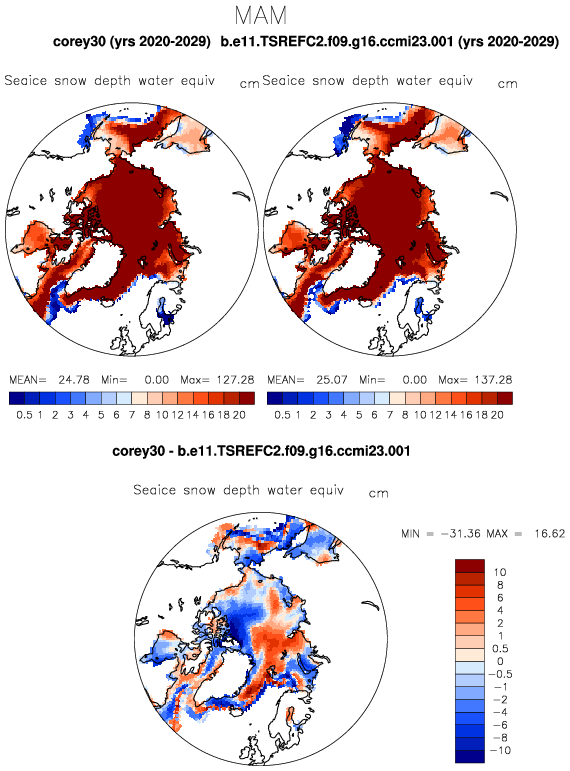 MAM
corey30 (yrs 2020-2029) b.e11.TSREFC2.f09.g16.ccmi23.001 (yrs 2020-2029)
Seaice snow depth water equiv cm Seaice snow depth water equiv cm
MEAN= 24.78 Min= 0.00 Max= 127.28 MEAN= 25.07 Min= 0.00 Max= 137.28
0.5 1 2 3 4 5 6 7 8 10 12 14 16 18 20 0.5 1 2 3 4 5 6 7 8 10 12 14 16 18 20
corey30 - b.e11.TSREFC2.f09.g16.ccmi23.001
Seaice snow depth water equiv cm
MIN = -31.36 MAX = 16.62
10
8
6
4
2
1
0.5
0
-0.5
-1
-2
-4
-6
-8
-10